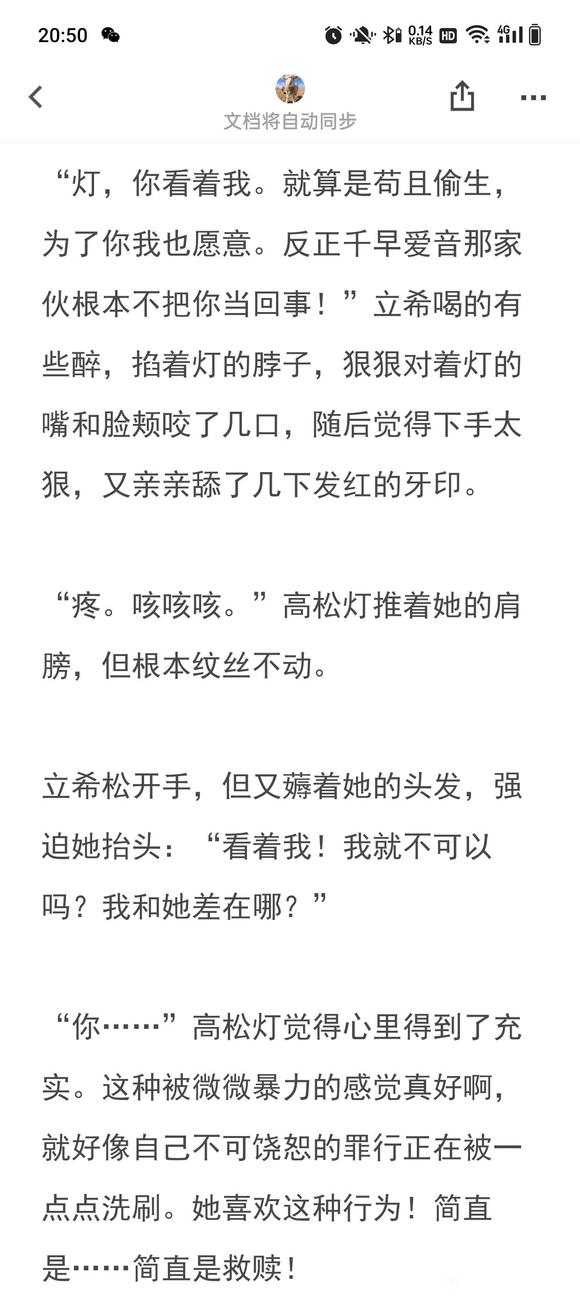 20:50
0.14
KB/S
HD
4G
文档将自动同步
“灯，你看着我。就算是苟且偷生，
为了你我也愿意。反正千早爱音那家
伙根本不把你当回事！”立希喝的有
些醉，掐着灯的脖子，狠狠对着灯的
嘴和脸颊咬了几口，随后觉得下手太
狠，又亲亲舔了几下发红的牙印。
“疼。咳咳咳。”高松灯推着她的肩
膀，但根本纹丝不动。
立希松开手，但又薅着她的头发，强
迫她抬头：“看着我！我就不可以
吗？我和她差在哪？”
“你……”高松灯觉得心里得到了充
实。这种被微微暴力的感觉真好啊，
就好像自己不可饶恕的罪行正在被一
点点洗刷。她喜欢这种行为！简直
是……简直是救赎！